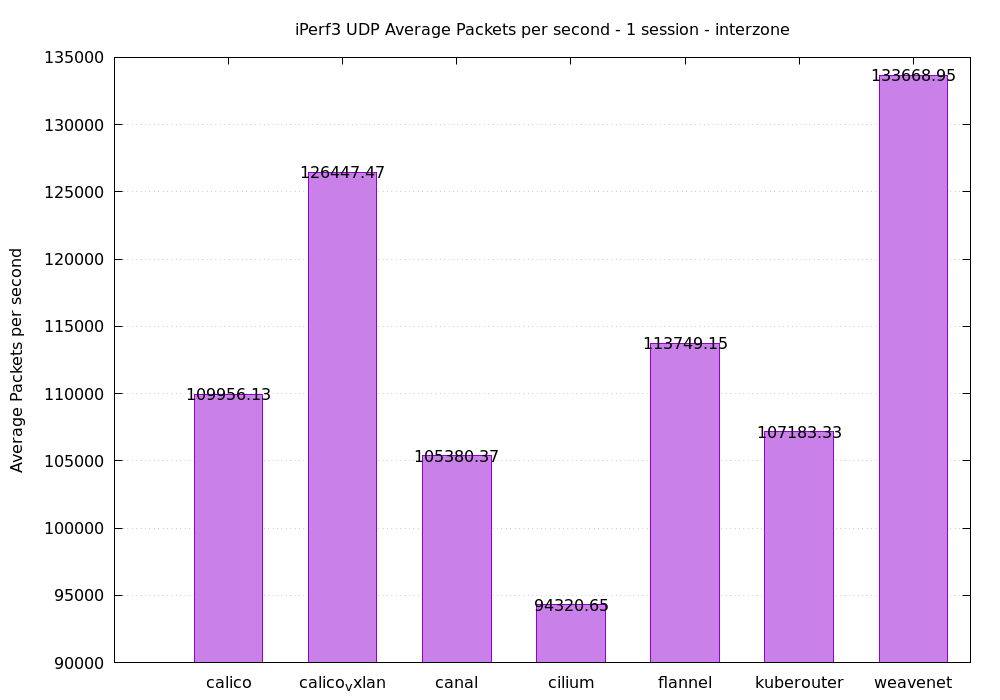 iPerf3 UDP Average Packets per second - 1 session - interzone
Average Packets per second
135000
130000
125000
120000
115000
110000
105000
100000
95000
90000
109956.13
126447.47
105380.37
94320.65
113749.15
107183.33
133668.95
calico
calicovxlan
canal
cilium
flannel
kuberouter
weavenet